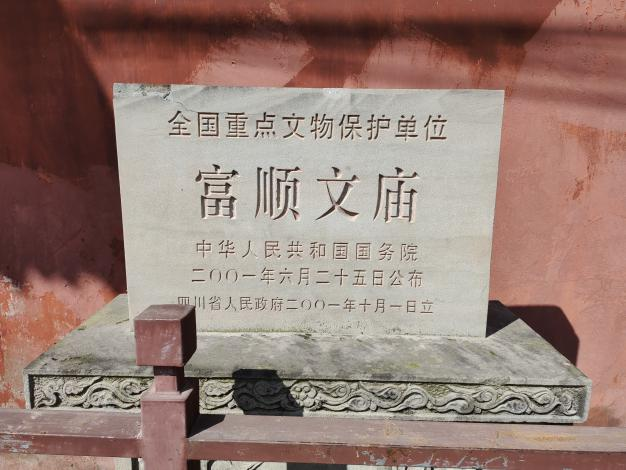 全国重点文物保护单位
富顺文庙
中华人民共和国国务院
二〇〇一年六月二十五日公布
四川省人民政府二〇〇一年十月一日立